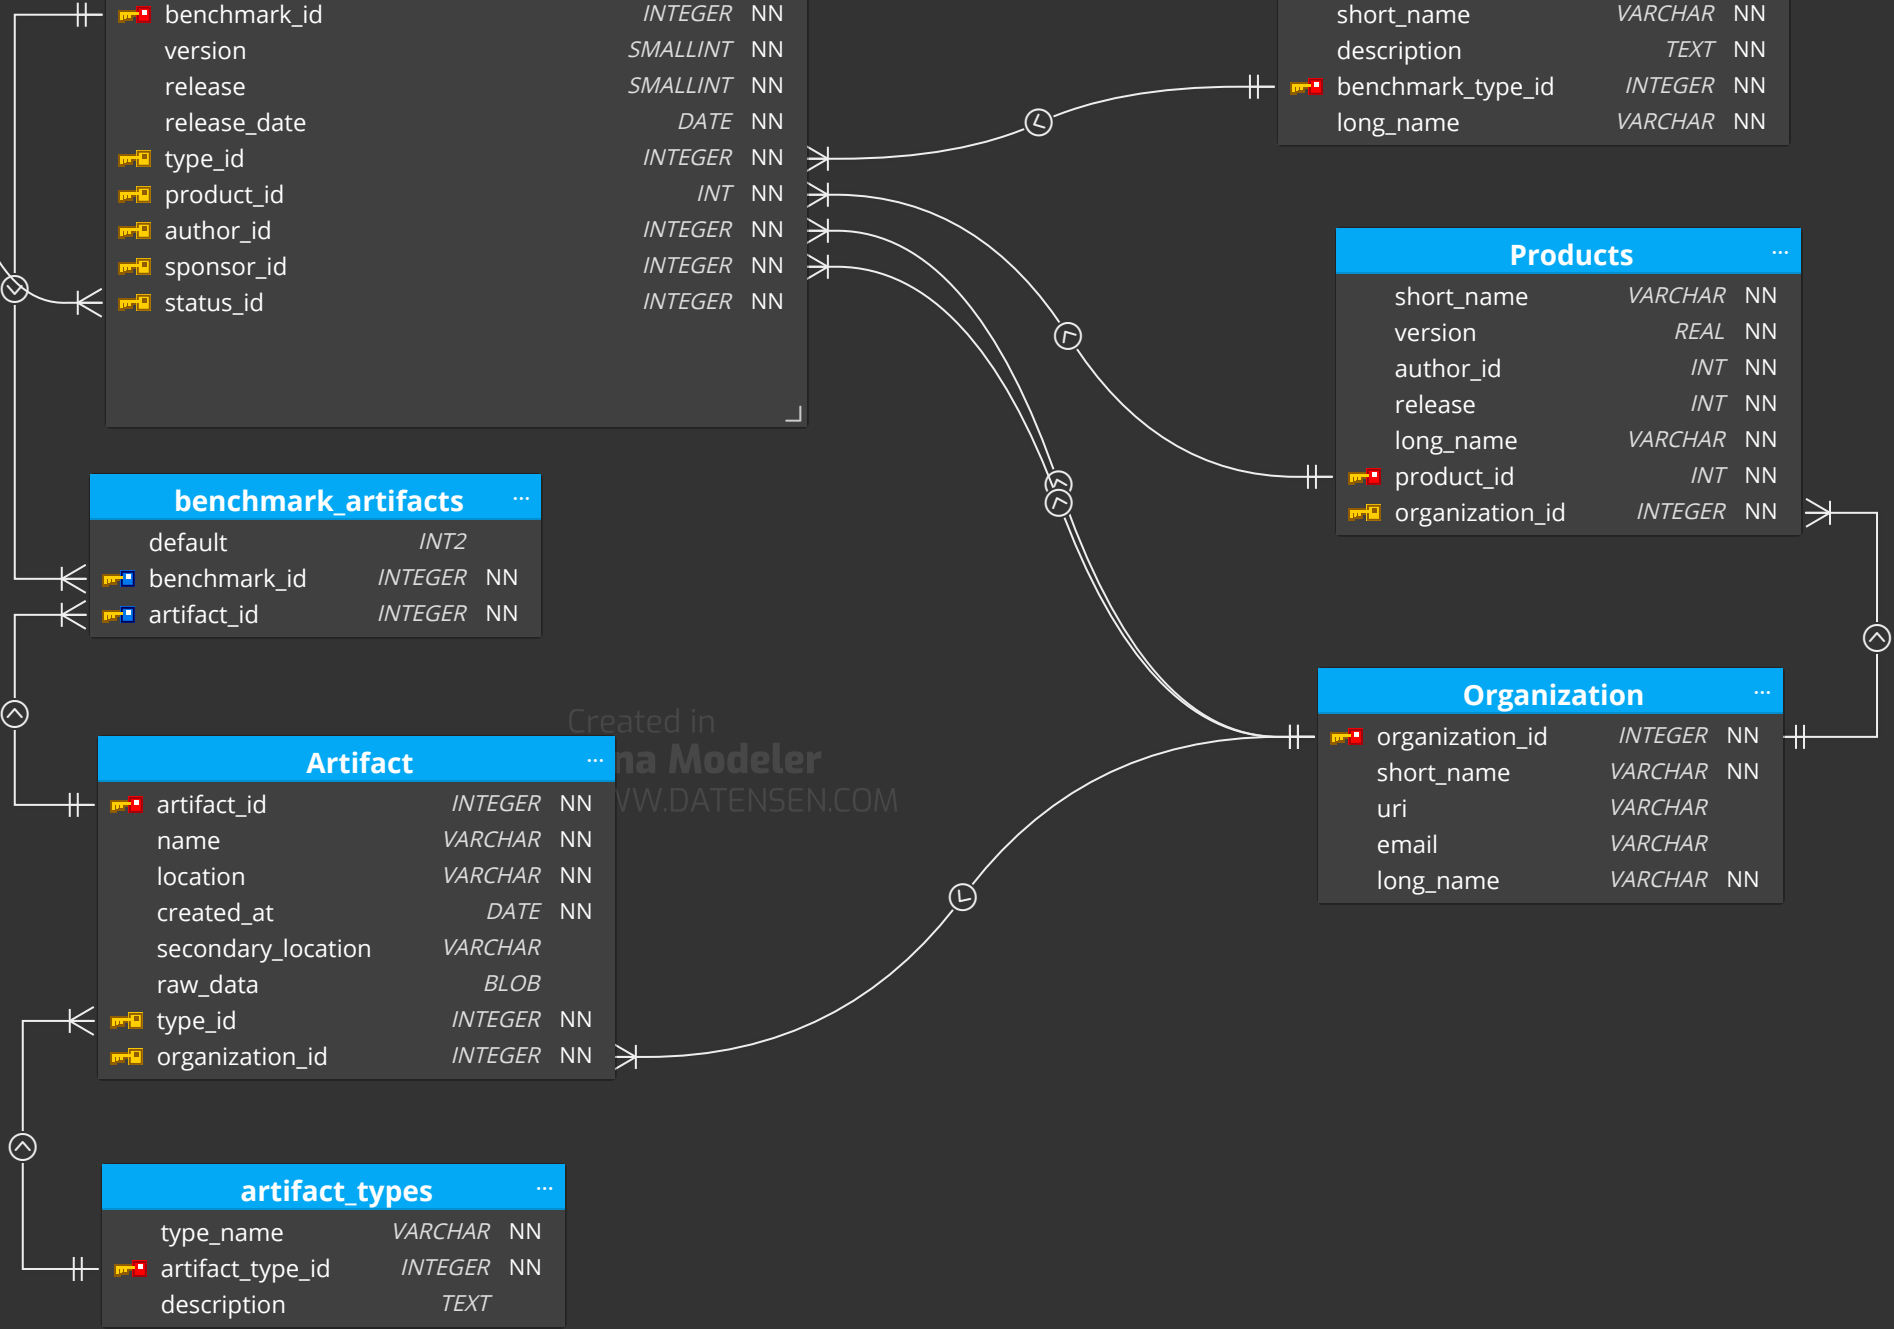 benchmark_id INTEGER NN
version SMALLINT NN
release SMALLINT NN
release_date DATE NN
type_id INTEGER NN
product_id INT NN
author_id INTEGER NN
sponsor_id INTEGER NN
status_id INTEGER NN
short_name VARCHAR NN
description TEXT NN
benchmark_type_id INTEGER NN
long_name VARCHAR NN
Products ...
short_name VARCHAR NN
version REAL NN
author_id INT NN
release INT NN
long_name VARCHAR NN
product_id INT NN
organization_id INTEGER NN
benchmark_artifacts ...
default INT2
benchmark_id INTEGER NN
artifact_id INTEGER NN
Organization ...
organization_id INTEGER NN
short_name VARCHAR NN
uri VARCHAR
email VARCHAR
long_name VARCHAR NN
Created in
Modeler
DATENSEN.COM
Artifact ...
artifact_id INTEGER NN
name VARCHAR NN
location VARCHAR NN
created_at DATE NN
secondary_location VARCHAR
raw_data BLOB
type_id INTEGER NN
organization_id INTEGER NN
artifact_types ...
type_name VARCHAR NN
artifact_type_id INTEGER NN
description TEXT